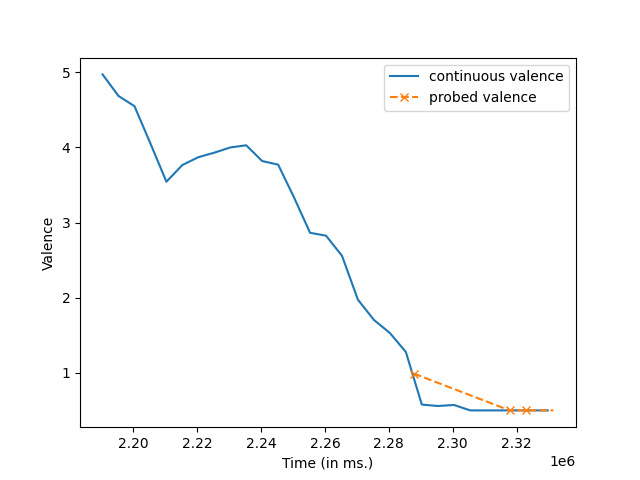 continuous valence
probed valence
5
4
3
2
1
Valence
2.20 2.22 2.24 2.26 2.28 2.30 2.32
1e6
Time (in ms.)